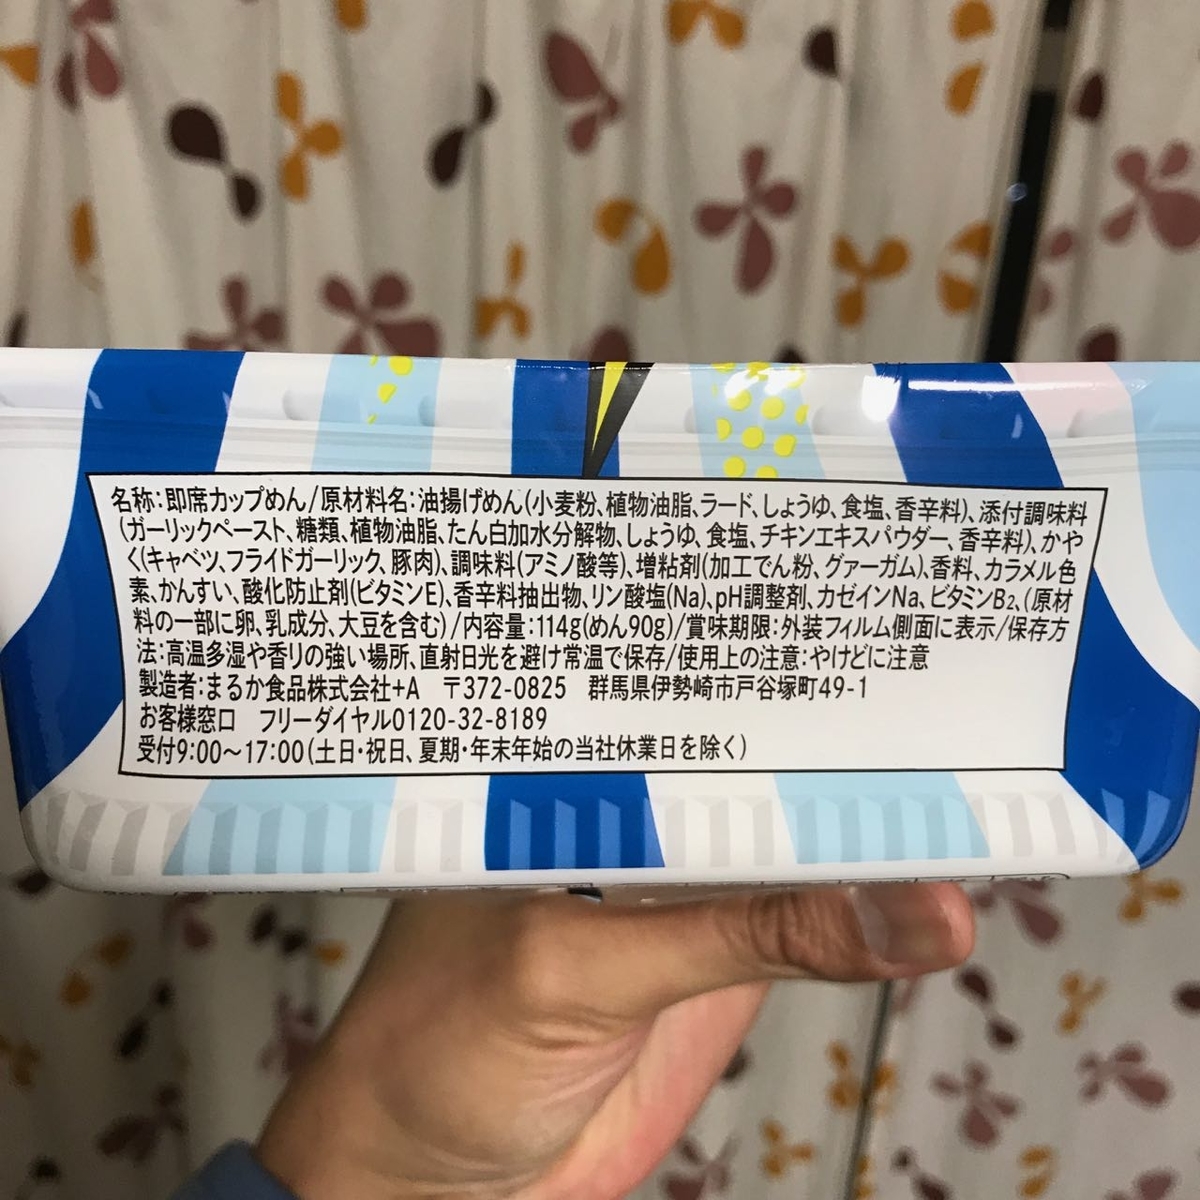 名称:即席カップめん/原材料名:油揚げめん(小麦粉、植物油脂、ラード、しょうゆ、食塩、香辛料)、添付調味料
(ガーリックペースト、糖類、植物油脂、たん白加水分解物、しょうゆ、食塩、チキンエキスパウダー、香辛料)、かや
く(キャベツ、フライドガーリック、豚肉)、調味料(アミノ酸等)、増粘剤(加工でん粉、グァーガム)、香料、カラメル色
素、かんすい、酸化防止剤(ビタミンE)、香辛料抽出物、リン酸塩(Na)、pH調整剤、カゼインNa、ビタミンB2、(原材
料の一部に卵、乳成分、大豆を含む)/内容量:114g(めん90g)/賞味期限:外装フィルム側面に表示/保存方
法:高温多湿や香りの強い場所、直射日光を避け常温で保存/使用上の注意:やけどに注意
製造者:まるか食品株式会社+A 〒372-0825 群馬県伊勢崎市戸谷塚町49-1
お客様窓口 フリーダイヤル0120-32-8189
受付9:00~17:00(土日・祝日、夏期・年末年始の当社休業日を除く)